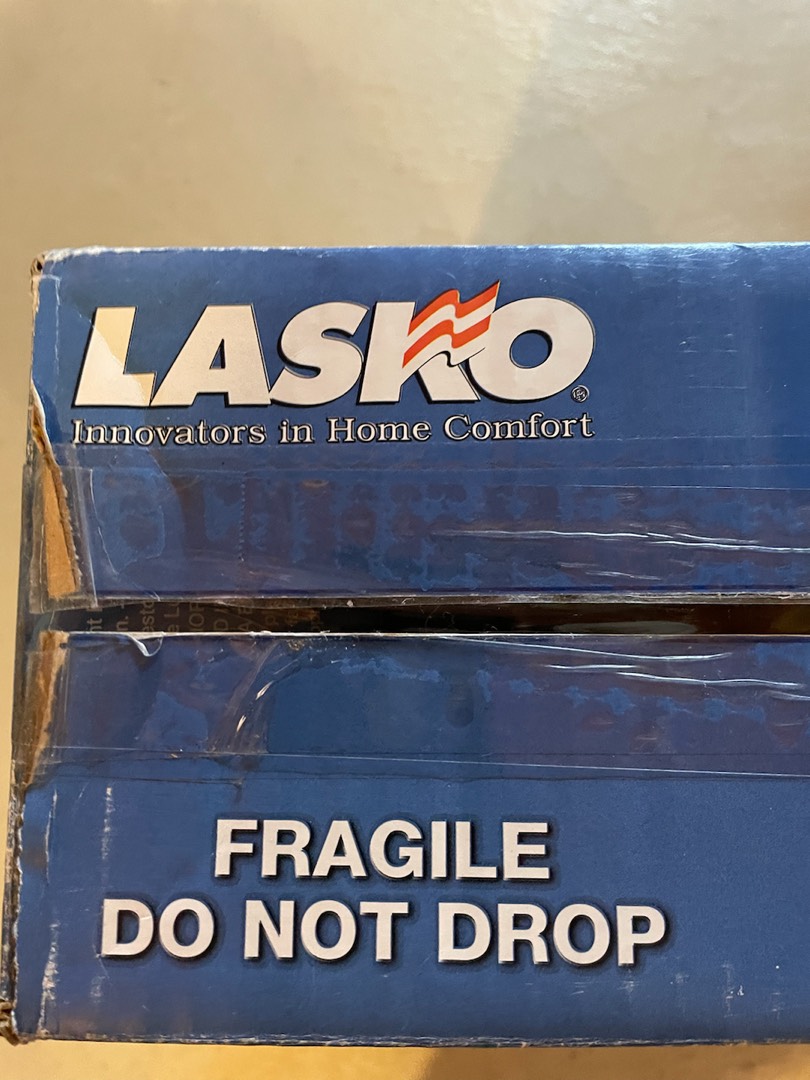 LASKO
Innovators in Home Comfort
FRAGILE
DO NOT DROP